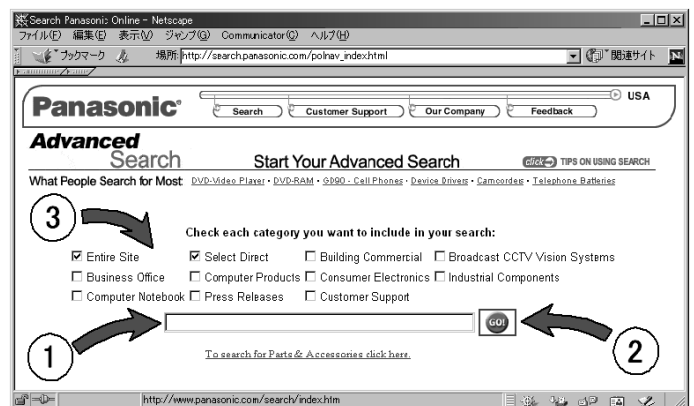 Search Panasonic Online - Netscape
ファイル(F) 編集(E) 表示(V) ジャンプ(G) Communicator(C) ヘルプ(H)
ブックマーク 場所: http://search.panasonic.com/polnav_index.html 関連サイト N
Panasonic® Search Customer Support Our Company Feedback USA
Advanced
Search Start Your Advanced Search click TIPS ON USING SEARCH
What People Search for Most: DVD-Video Player • DVD-RAM • GD90 - Cell Phones • Device Drivers • Camcorders • Telephone Batteries
3
Check each category you want to include in your search:
Entire Site Select Direct Building Commercial Broadcast CCTV Vision Systems
Business Office Computer Products Consumer Electronics Industrial Components
Computer Notebook Press Releases Customer Support
GO!
1
2
To search for Parts & Accessories click here.
http://www.panasonic.com/search/index.htm